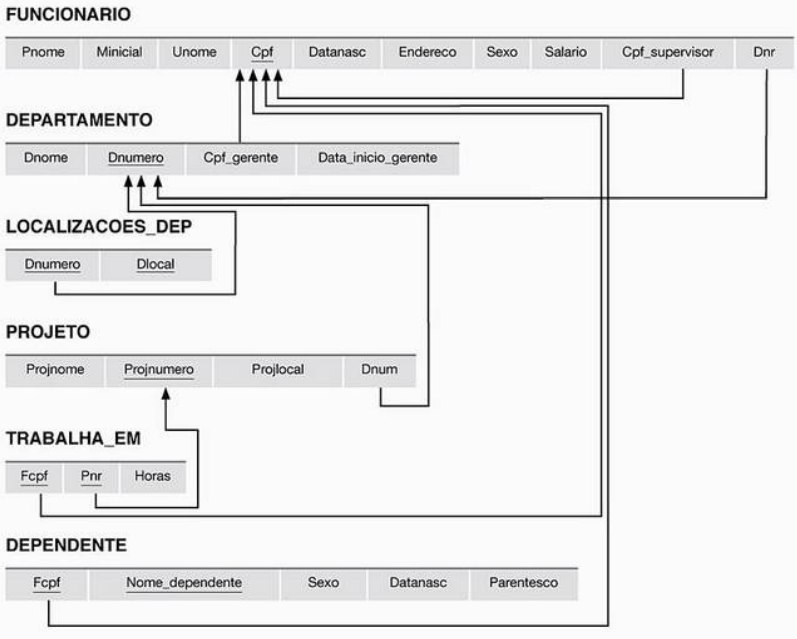 FUNCIONARIO
Pnome Minicial Unome Cpf Datanasc Endereco Sexo Salario Cpf_supervisor Dnr
DEPARTAMENTO
Dnome Dnumero Cpf_gerente Data_inicio_gerente
LOCALIZACOES_DEP
Dnumero Dlocal
PROJETO
Projnome Projnumero Projlocal Dnum
TRABALHA_EM
Fcpf Pnr Horas
DEPENDENTE
Fcpf Nome_dependente Sexo Datanasc Parentesco